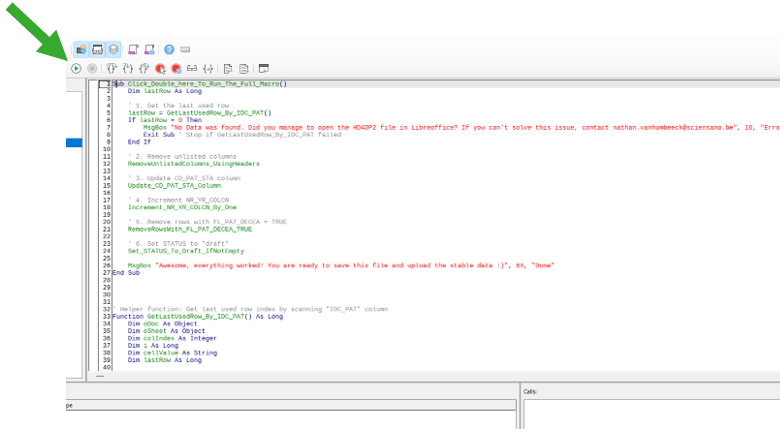 1 Sub Click_Double_here_To_Run_The_Full_Macro()
2 Dim lastRow As Long
3
4 ' 1. Get the last used row
5 lastRow = GetLastUsedRow_By_IDC_PAT()
6 If lastRow = 0 Then
7 MsgBox "No Data was found. Did you manage to open the HD4DP2 file in Libreoffice? If you can't solve this issue, contact nathan.vanhumbeeck@sciensano.be", 16, "Erro
8 Exit Sub ' Stop if GetLastUsedRow_By_IDC_PAT failed
9 End If
10
11 ' 2. Remove unlisted columns
12 RemoveUnlistedColumns_UsingHeaders
13
14 ' 3. Update CD_PAT_STA column
15 Update_CD_PAT_STA_Column
16
17 ' 4. Increment NR_YR_COLCN
18 Increment_NR_YR_COLCN_By_One
19
20 ' 5. Remove rows with FL_PAT_DECEA = TRUE
21 RemoveRowsWith_FL_PAT_DECEA_TRUE
22
23 ' 6. Set STATUS to "draft"
24 Set_STATUS_To_Draft_IfNotEmpty
25
26 MsgBox "Awesome, everything worked! You are ready to save this file and upload the stable data :)", 64, "Done"
27 End Sub
28
29
30
31
32 ' Helper function: Get last used row index by scanning "IDC_PAT" column
33 Function GetLastUsedRow_By_IDC_PAT() As Long
34 Dim oDoc As Object
35 Dim oSheet As Object
36 Dim colIndex As Integer
37 Dim i As Long
38 Dim cellValue As String
39 Dim lastRow As Long
40
Calls:
pe